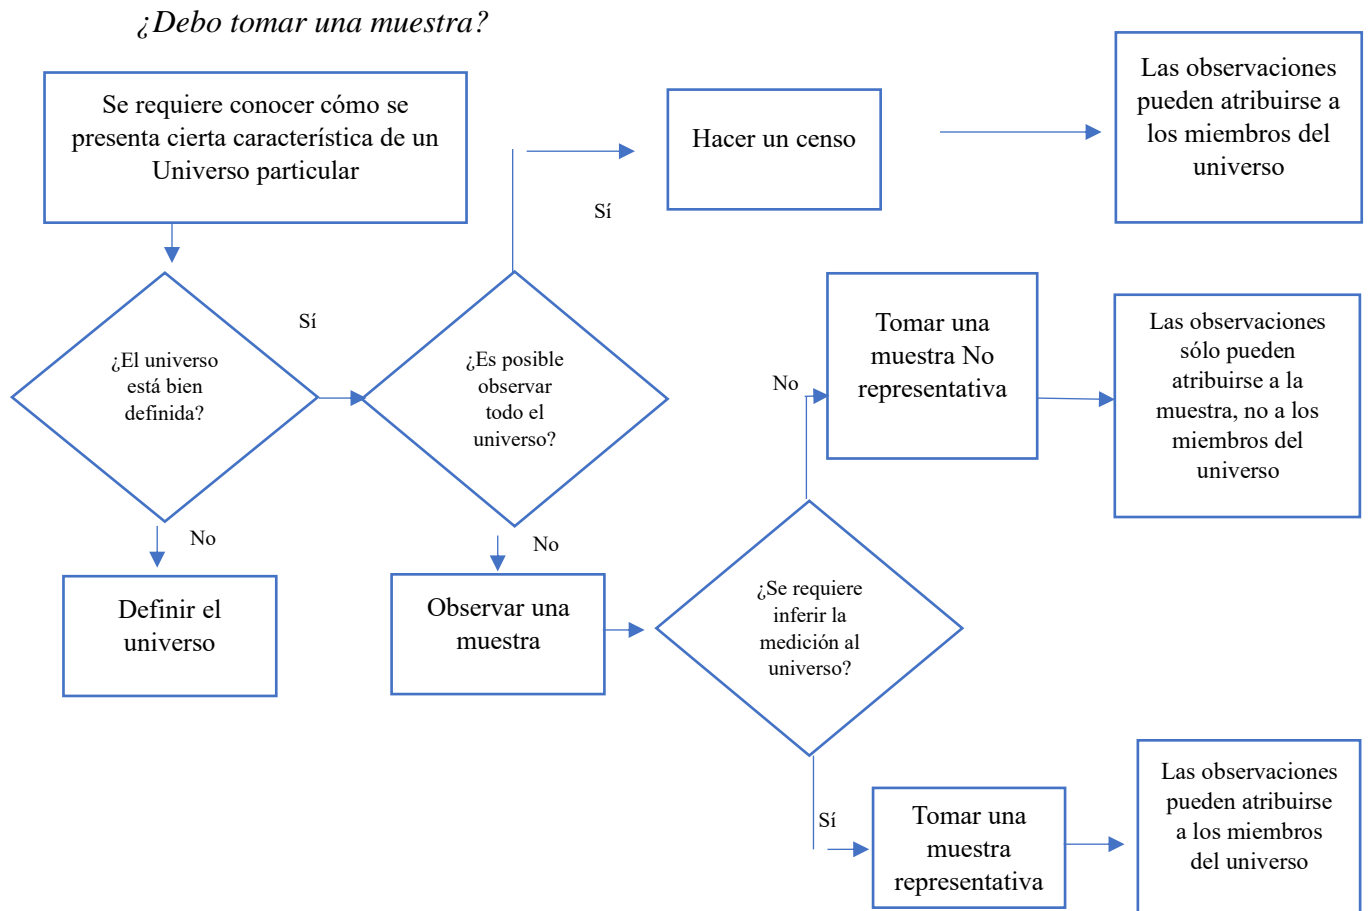 ¿Debo tomar una muestra?
Se requiere conocer cómo se
presenta cierta característica de un
Universo particular
Hacer un censo
Las observaciones
pueden atribuirse a
los miembros del
universo
Sí
Sí
¿El universo
está bien
definida?
¿Es posible
observar
todo el
universo?
No
Tomar una
muestra No
representativa
Las observaciones
sólo pueden
atribuirse a la
muestra, no a los
miembros del
universo
No
No
Definir el
universo
Observar una
muestra
¿Se requiere
inferir la
medición al
universo?
Sí
Tomar una
muestra
representativa
Las observaciones
pueden atribuirse
a los miembros
del universo